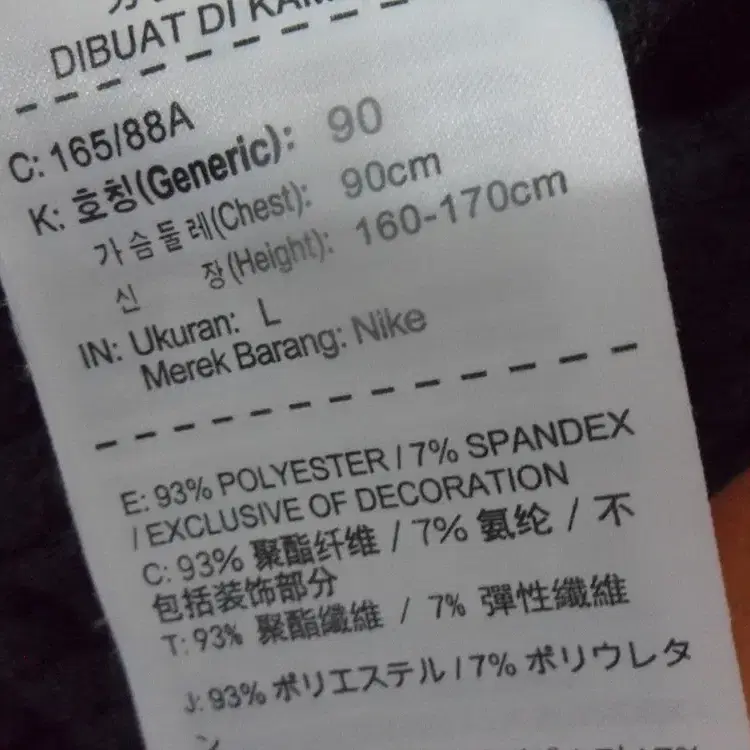 DIBUAT DI KAM
C: 165/88A
K: 호칭(Generic): 90
가슴둘레(Chest): 90cm
신 장(Height): 160-170cm
IN: Ukuran: L
Merek Barang: Nike
E: 93% POLYESTER / 7% SPANDEX
/ EXCLUSIVE OF DECORATION
C: 93% 聚酯纤维 / 7% 氨纶 / 不
包括装饰部分
T: 93% 聚酯纖維 / 7% 彈性纖維
J: 93% ポリエステル / 7% ポリウレタ
ン